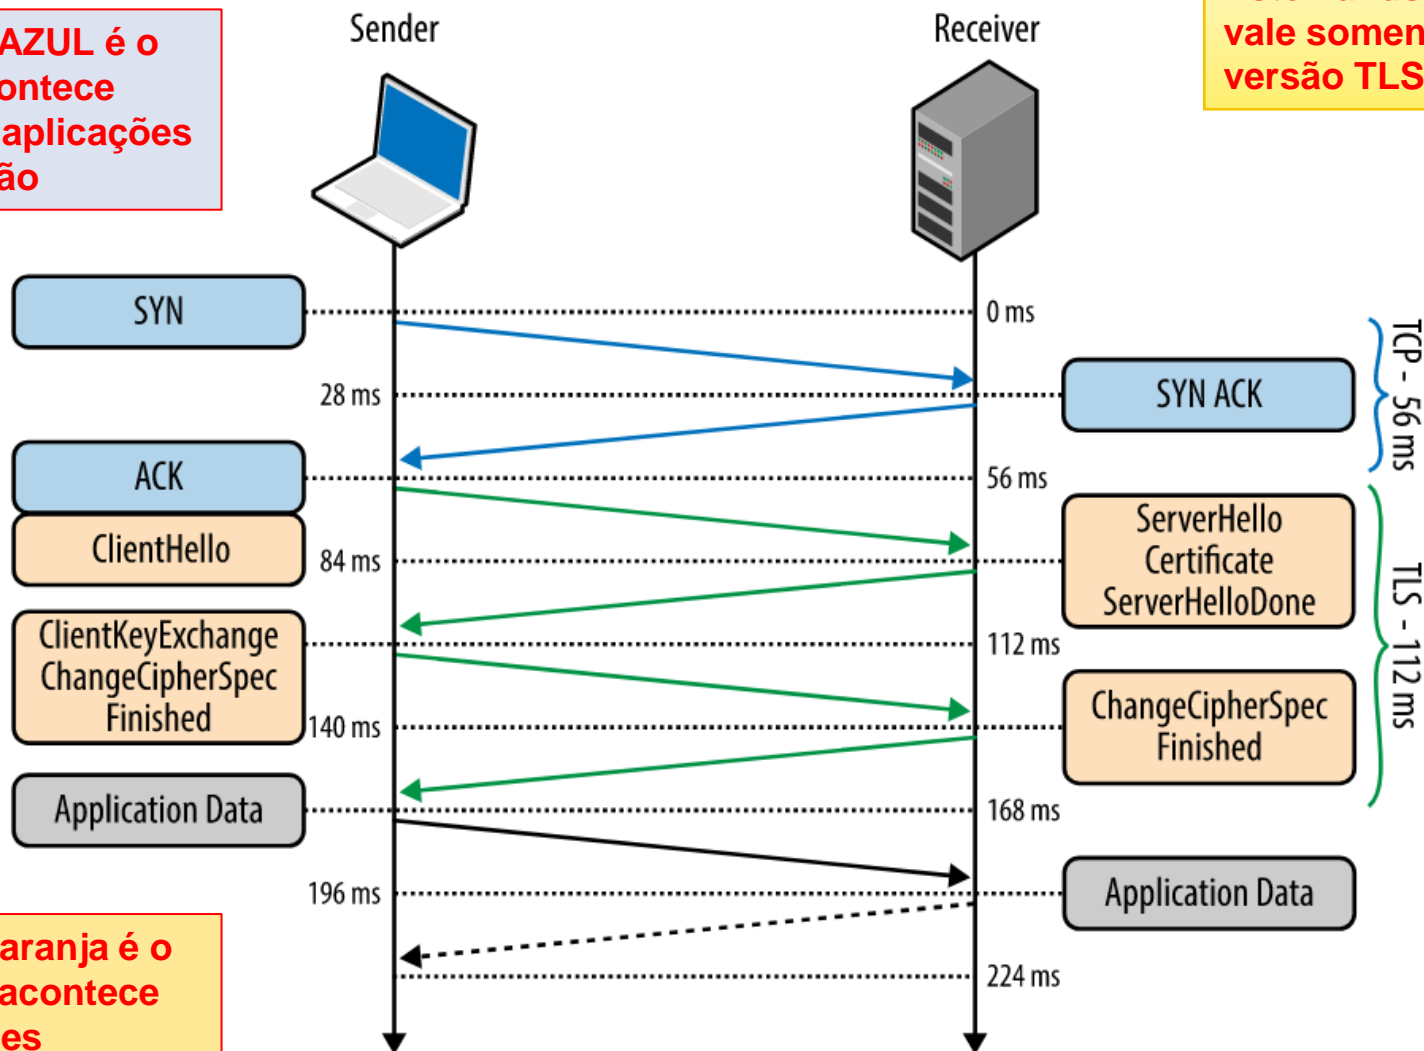 AZUL é o
ontece
aplicações
ão
Sender
Receiver
vale somen
versão TLS
SYN
0 ms
28 ms
SYN ACK
TCP - 56 ms
ACK
56 ms
ClientHello
84 ms
ServerHello
Certificate
ServerHelloDone
TLS - 112 ms
ClientKeyExchange
ChangeCipherSpec
Finished
112 ms
140 ms
ChangeCipherSpec
Finished
Application Data
168 ms
196 ms
Application Data
224 ms
aranja é o
acontece
es